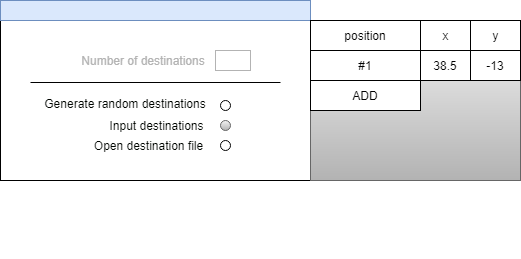 Number of destinations
Generate random destinations
Input destinations
Open destination file
position x y
#1 38.5 -13
ADD